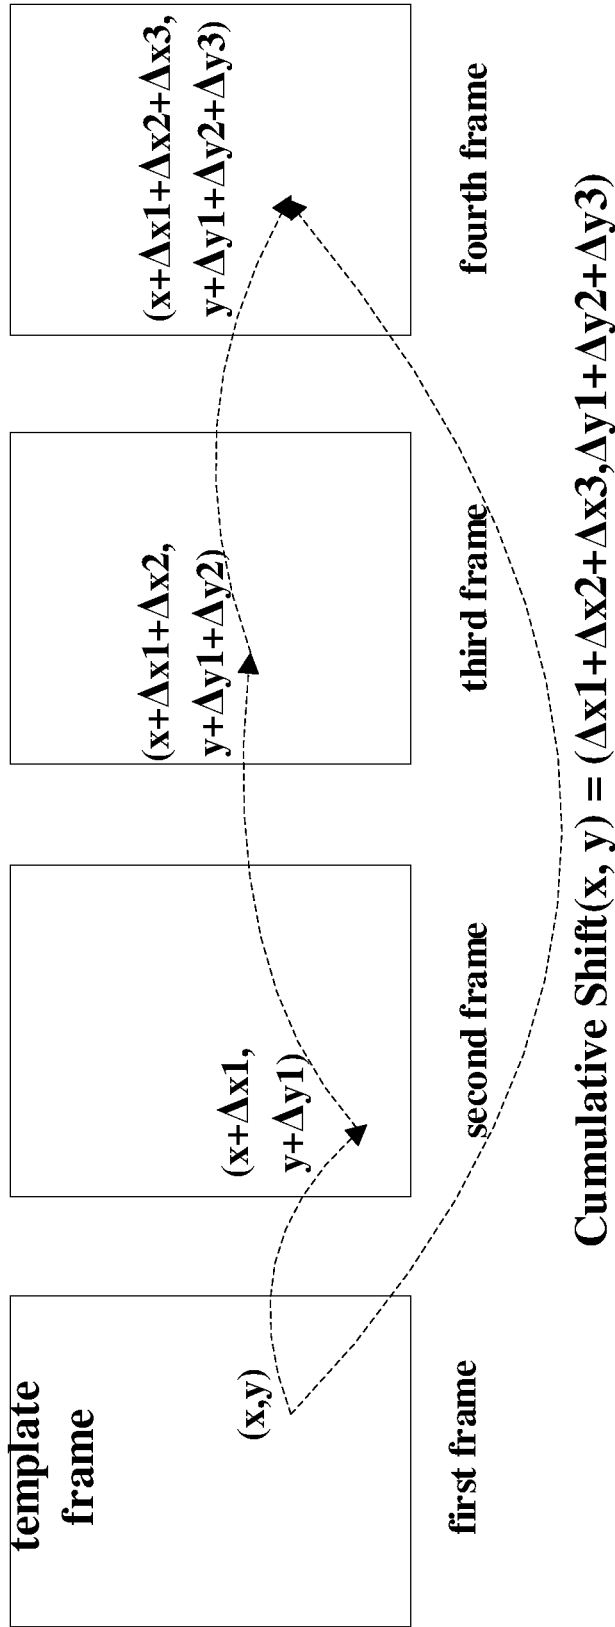 template
frame
(x,y)
first frame
(x+Δx1,
y+Δy1)
second frame
(x+Δx1+Δx2,
y+Δy1+Δy2)
third frame
(x+Δx1+Δx2+Δx3,
y+Δy1+Δy2+Δy3)
fourth frame
Cumulative Shift(x, y) = (Δx1+Δx2+Δx3,Δy1+Δy2+Δy3)